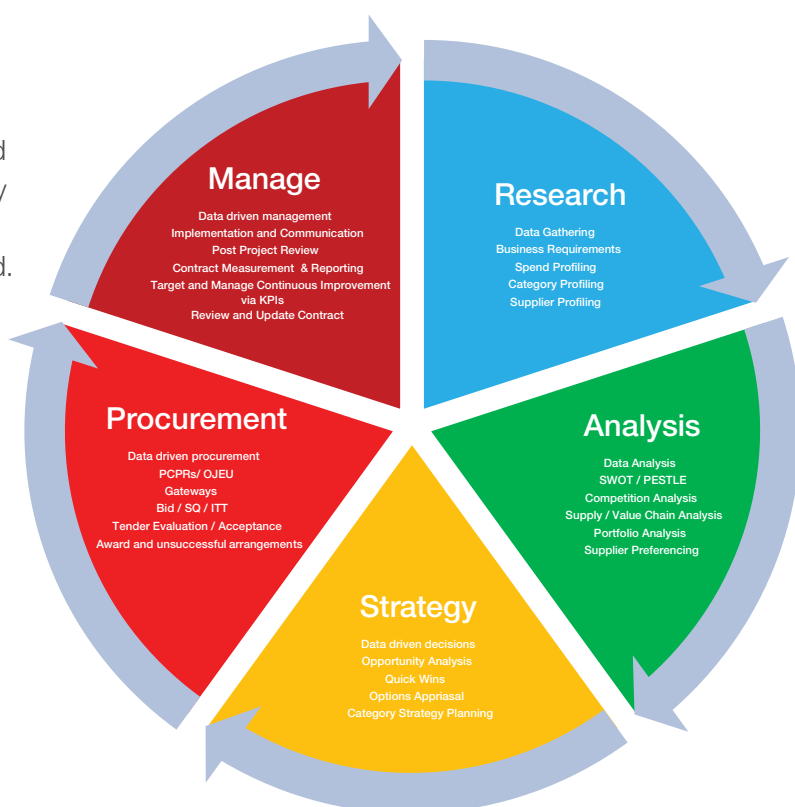 d
y
d.
Manage
Data driven management
Implementation and Communication
Post Project Review
Contract Measurement & Reporting
Target and Manage Continuous Improvement
via KPIs
Review and Update Contract
Research
Data Gathering
Business Requirements
Spend Profiling
Category Profiling
Supplier Profiling
Analysis
Data Analysis
SWOT / PESTLE
Competition Analysis
Supply / Value Chain Analysis
Portfolio Analysis
Supplier Preferencing
Strategy
Data driven decisions
Opportunity Analysis
Quick Wins
Options Apprisal
Category Strategy Planning
Procurement
Data driven procurement
PCPRs/ OJEU
Gateways
Bid / SQ / ITT
Tender Evaluation / Acceptance
Award and unsuccessful arrangements